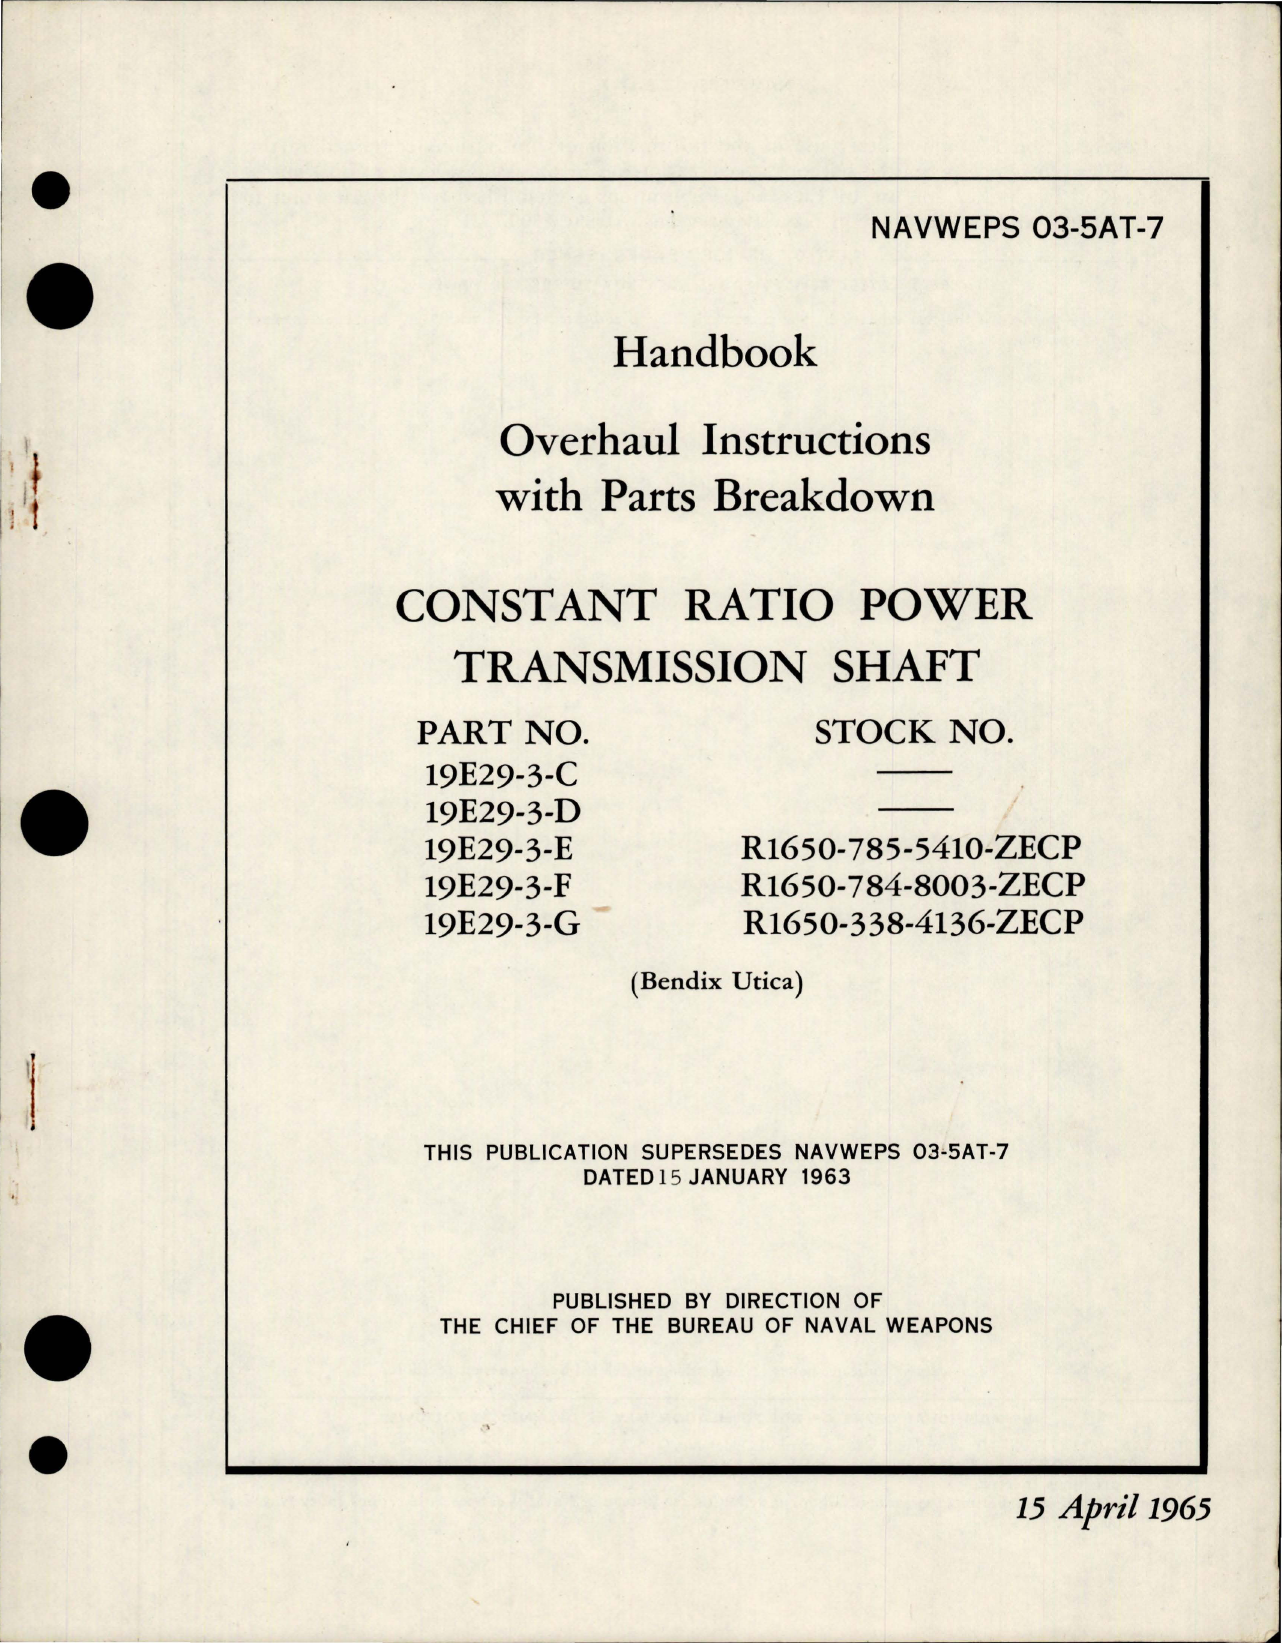 NAVWEPS 03-5AT-7
Handbook
Overhaul Instructions
with Parts Breakdown
CONSTANT RATIO POWER
TRANSMISSION SHAFT
PART NO. STOCK NO.
19E29-3-C ——
19E29-3-D ——
19E29-3-E R1650-785-5410-ZECP
19E29-3-F R1650-784-8003-ZECP
19E29-3-G R1650-338-4136-ZECP
(Bendix Utica)
THIS PUBLICATION SUPERSEDES NAVWEPS 03-5AT-7
DATED 15 JANUARY 1963
PUBLISHED BY DIRECTION OF
THE CHIEF OF THE BUREAU OF NAVAL WEAPONS
15 April 1965